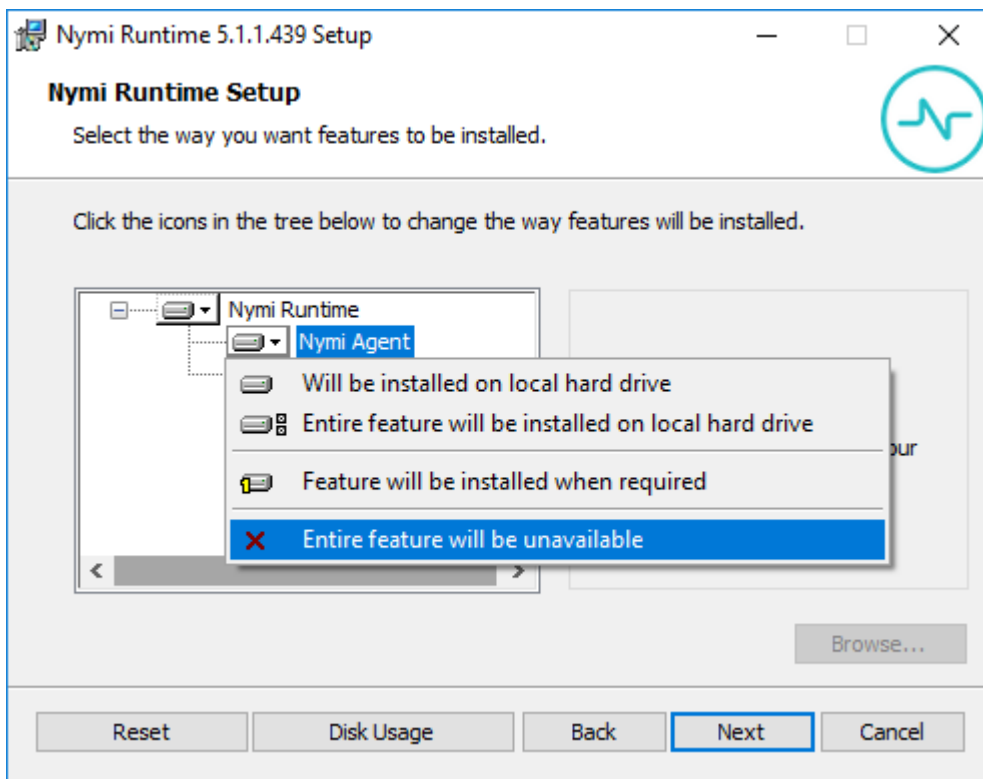 Nymi Runtime 5.1.1.439 Setup
Nymi Runtime Setup
Select the way you want features to be installed.
Click the icons in the tree below to change the way features will be installed.
Nymi Runtime
Nymi Agent
Will be installed on local hard drive
Entire feature will be installed on local hard drive
Feature will be installed when required
Entire feature will be unavailable
Browse...
Reset
Disk Usage
Back
Next
Cancel